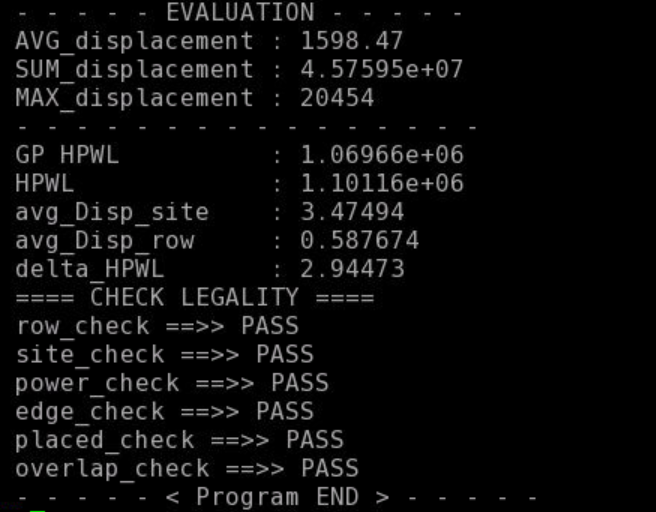 - - - - - EVALUATION - - - - -
AVG_displacement : 1598.47
SUM_displacement : 4.57595e+07
MAX_displacement : 20454
- - - - - - - - - - - - - - - -
GP HPWL          : 1.06966e+06
HPWL             : 1.10116e+06
avg_Disp_site    : 3.47494
avg_Disp_row     : 0.587674
delta_HPWL       : 2.94473
==== CHECK LEGALITY ====
row_check ==>> PASS
site_check ==>> PASS
power_check ==>> PASS
edge_check ==>> PASS
placed_check ==>> PASS
overlap_check ==>> PASS
- - - - - < Program END > - - - - -